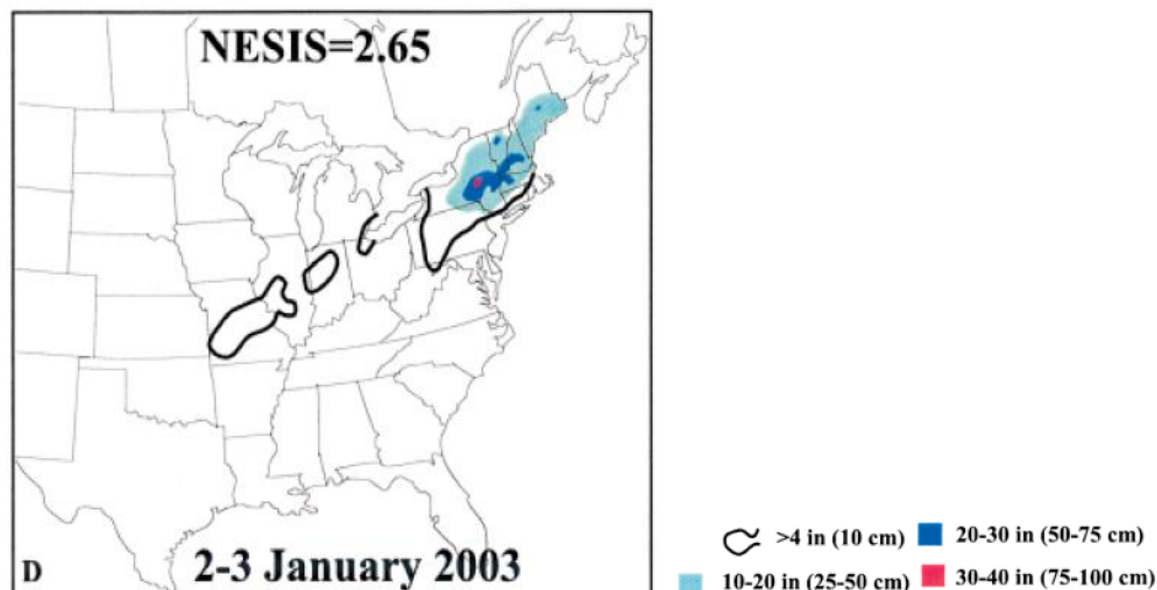 NESIS=2.65
D
2-3 January 2003
>4 in (10 cm)
20-30 in (50-75 cm)
10-20 in (25-50 cm)
30-40 in (75-100 cm)